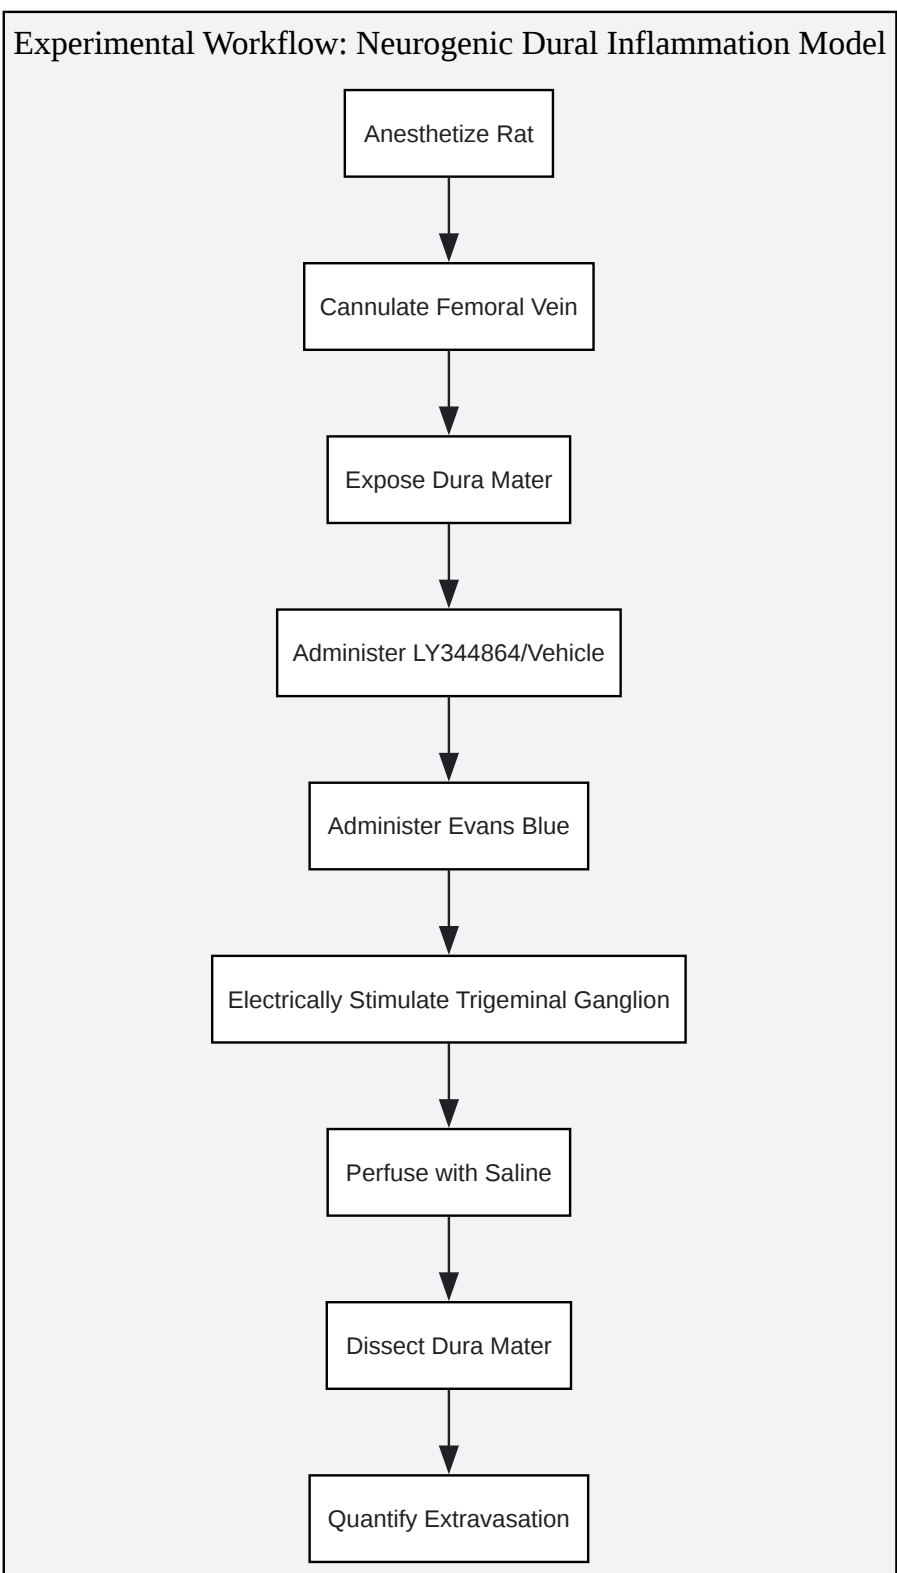 Experimental Workflow: Neurogenic Dural Inflammation Model
Anesthetize Rat
Cannulate Femoral Vein
Expose Dura Mater
Administer LY344864/Vehicle
Administer Evans Blue
Electrically Stimulate Trigeminal Ganglion
Perfuse with Saline
Dissect Dura Mater
Quantify Extravasation